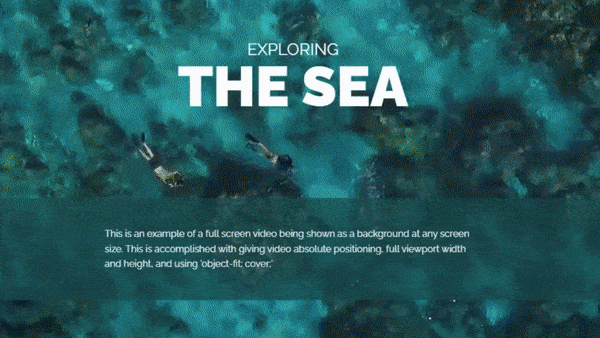 EXPLORING
THE SEA
This is an example of a full screen video being shown as a background at any screen
size. This is accomplished with giving video absolute positioning, full viewport width
and height, and using 'object-fit: cover;'